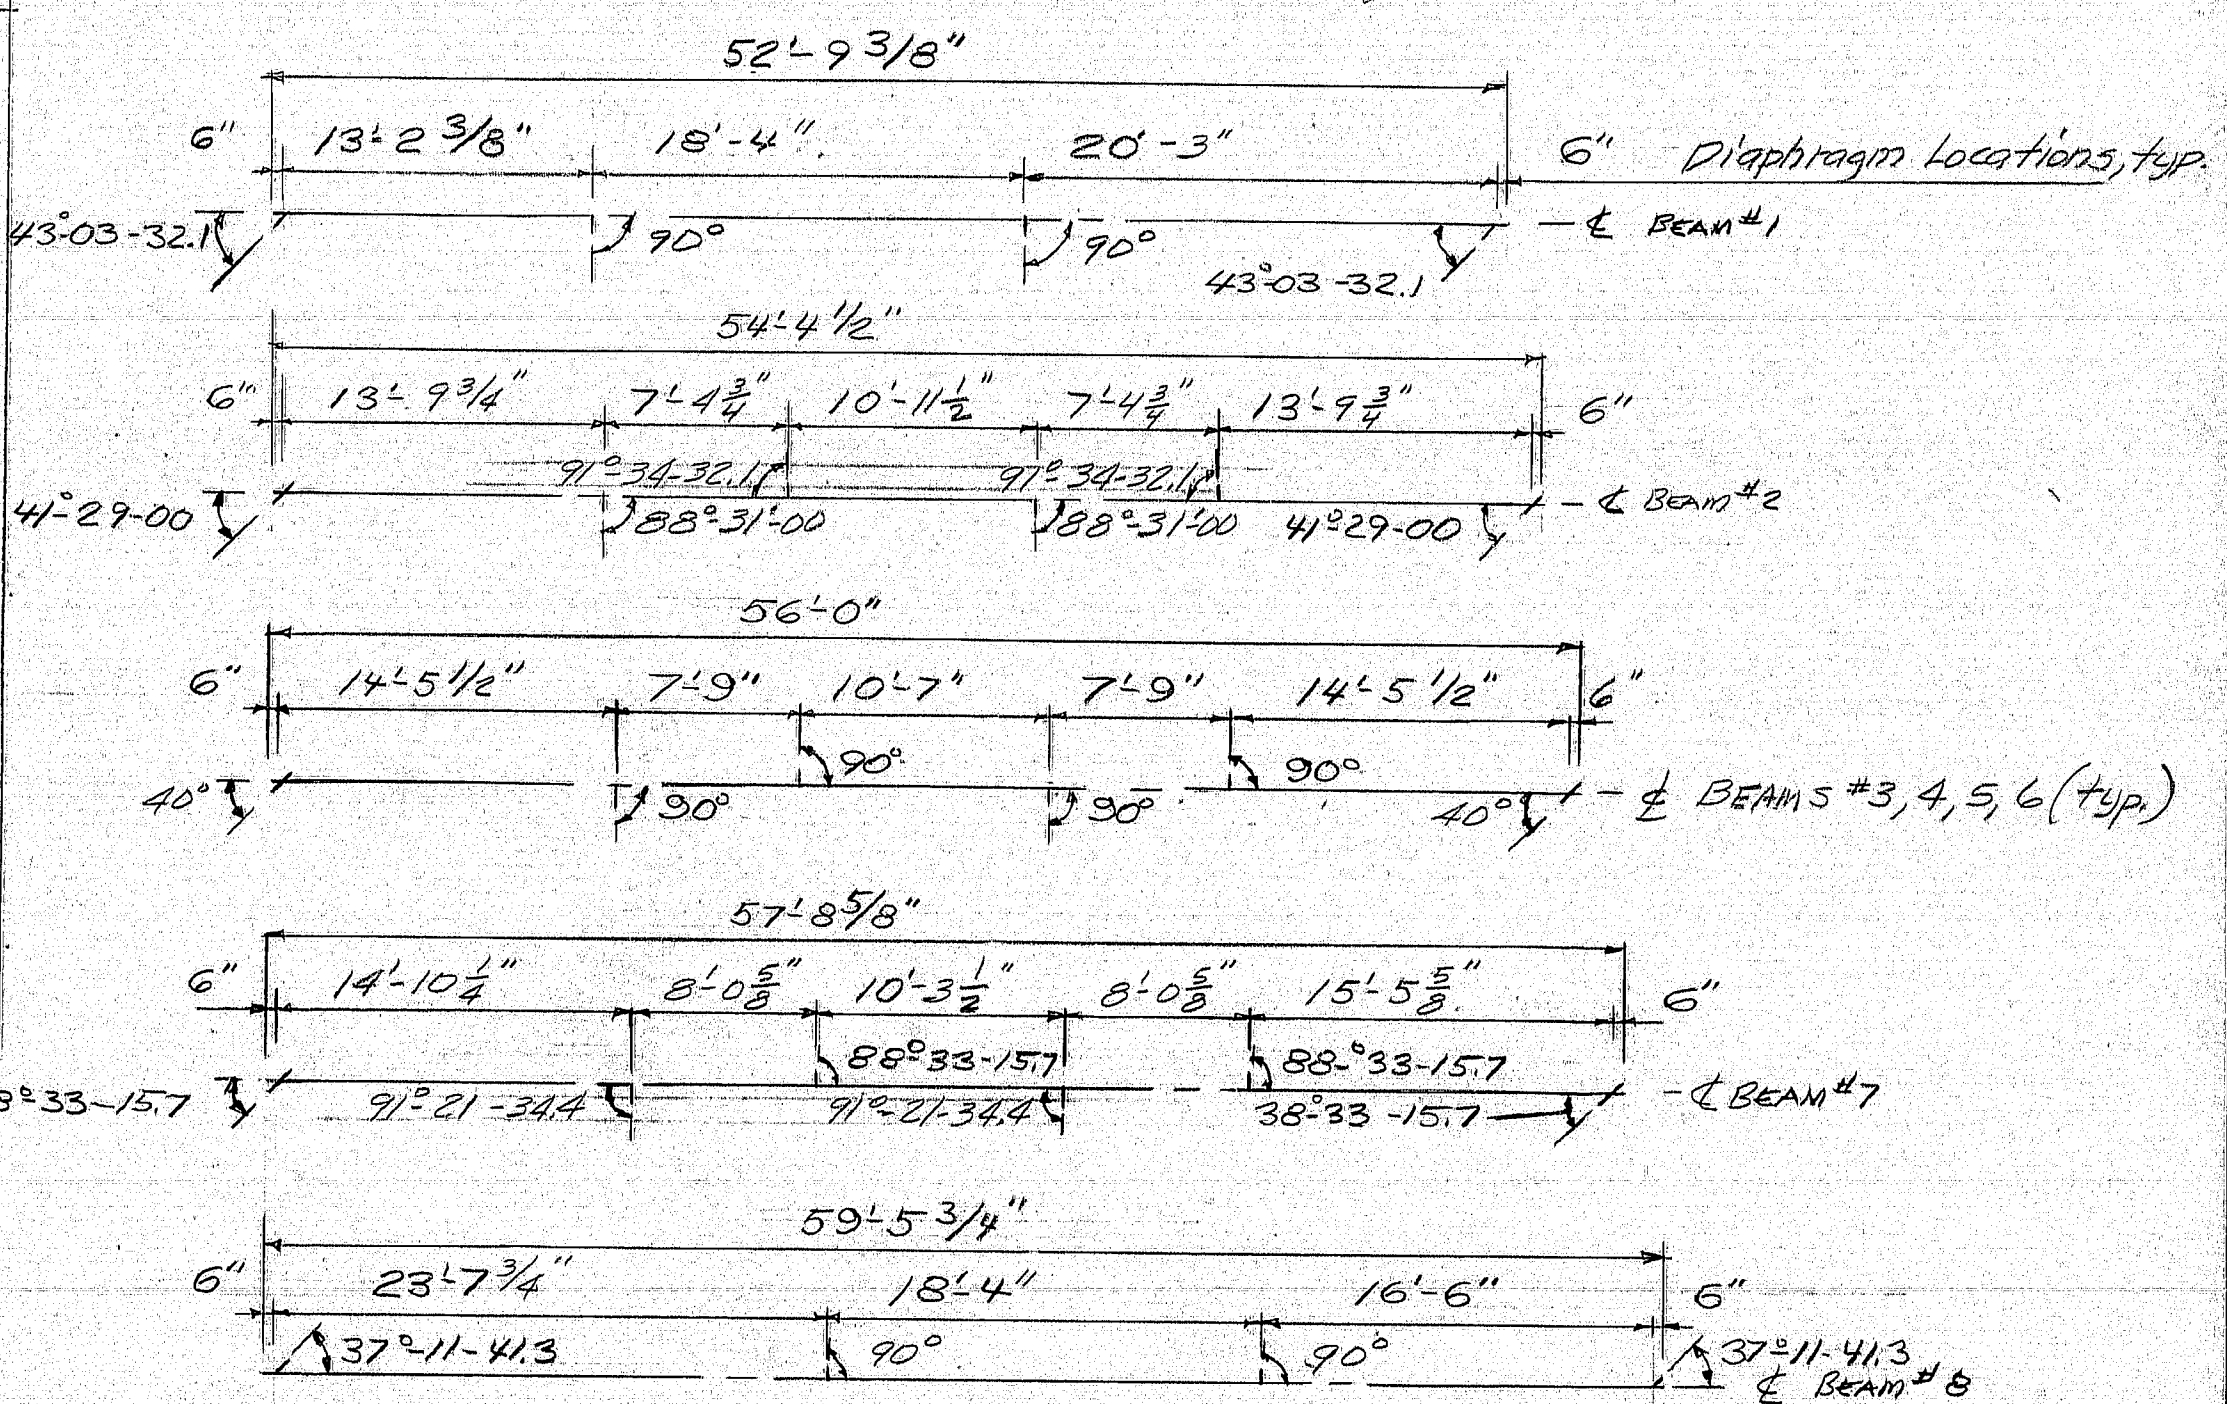 52'-9 3/8"
6" 13'-2 3/8" 18'-4" 20'-3" 6" Diaphragm Locations, typ.
43°-03-32.1 90° 90° 43°-03-32.1 ℄ BEAM #1
54'-4 1/2"
6" 13'-9 3/4" 7'-4 3/4" 10'-11 1/2" 7'-4 3/4" 13'-9 3/4" 6"
91°-34-32.1 91°-34-32.1
41°-29-00 88°-31'-00 88°-31'-00 41°-29-00 ℄ BEAM #2
56'-0"
6" 14'-5 1/2" 7'-9" 10'-7" 7'-9" 14'-5 1/2" 6"
90° 90°
40° 90° 90° 40° ℄ BEAMS #3, 4, 5, 6 (typ.)
57'-8 5/8"
6" 14'-10 1/4" 8'-0 5/8" 10'-3 1/2" 8'-0 5/8" 15'-5 5/8" 6"
88°-33-15.7 88-°33-15.7
8°-33-15.7 91°-21-34.4 91°-21-34.4 38°-33-15.7 ℄ BEAM #7
59'-5 3/4"
6" 23'-7 3/4" 18'-4" 16'-6" 6"
37°-11-41.3 90° 90° 37°-11-41.3
℄ BEAM #8